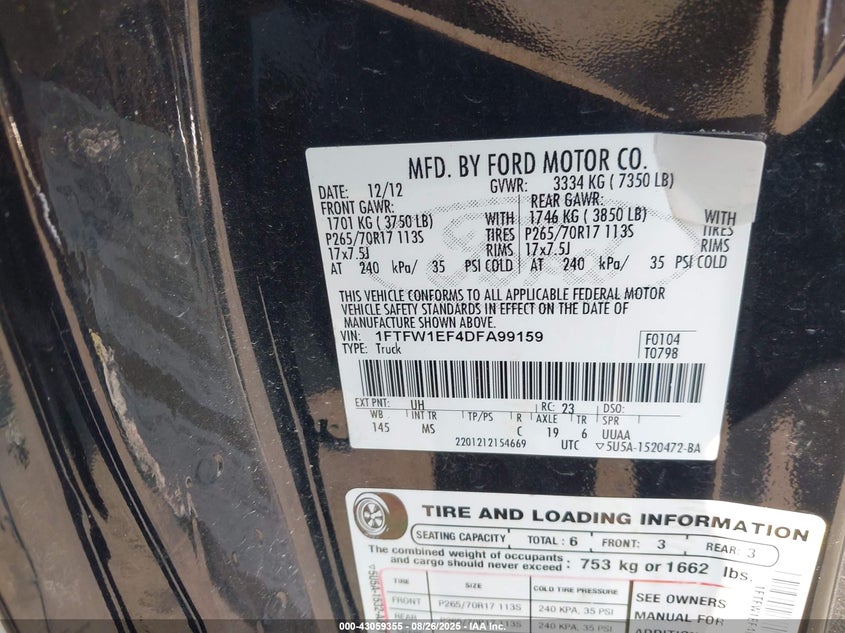 MFD. BY FORD MOTOR CO.
DATE: 12/12 GVWR: 3334 KG ( 7350 LB)
FRONT GAWR: REAR GAWR:
1701 KG ( 3750 LB) WITH 1746 KG ( 3850 LB) WITH
P265/70R17 113S TIRES P265/70R17 113S TIRES
17x7.5J RIMS 17x7.5J RIMS
AT 240 kPa/ 35 PSI COLD AT 240 kPa/ 35 PSI COLD
THIS VEHICLE CONFORMS TO ALL APPLICABLE FEDERAL MOTOR
VEHICLE SAFETY STANDARDS IN EFFECT ON THE DATE OF
MANUFACTURE SHOWN ABOVE.
VIN: 1FTFW1EF4DFA99159 F0104
TYPE: Truck T0798
EXT PNT: UH RC: 23 DSO:
WB INT TR TP/PS R AXLE TR SPR
145 MS C 19 6 UUAA
2201212154669 UTC ▽5U5A-1520472-BA
TIRE AND LOADING INFORMATION
SEATING CAPACITY TOTAL : 6 FRONT: 3 REAR: 3
The combined weight of occupants
and cargo should never exceed : 753 kg or 1662 lbs.
TIRE SIZE COLD TIRE PRESSURE SEE OWNERS
FRONT P265/70R17 113S 240 KPA, 35 PSI MANUAL
REAR P265/70R17 113S 240 KPA, 35 PSI
000-43059355 - 08/26/2025 - IAA Inc.